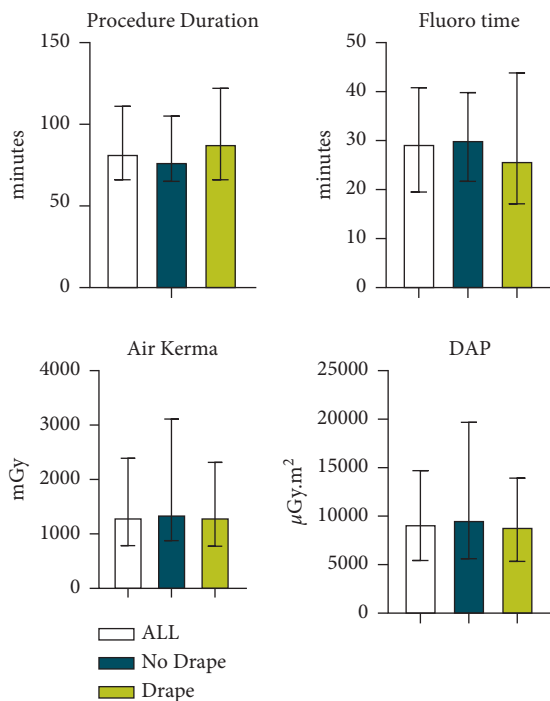 Procedure Duration
150
100
50
0
minutes
Fluoro time
50
40
30
20
10
0
minutes
Air Kerma
4000
3000
2000
1000
0
mGy
DAP
25000
20000
15000
10000
5000
0
μGy.m²
ALL
No Drape
Drape